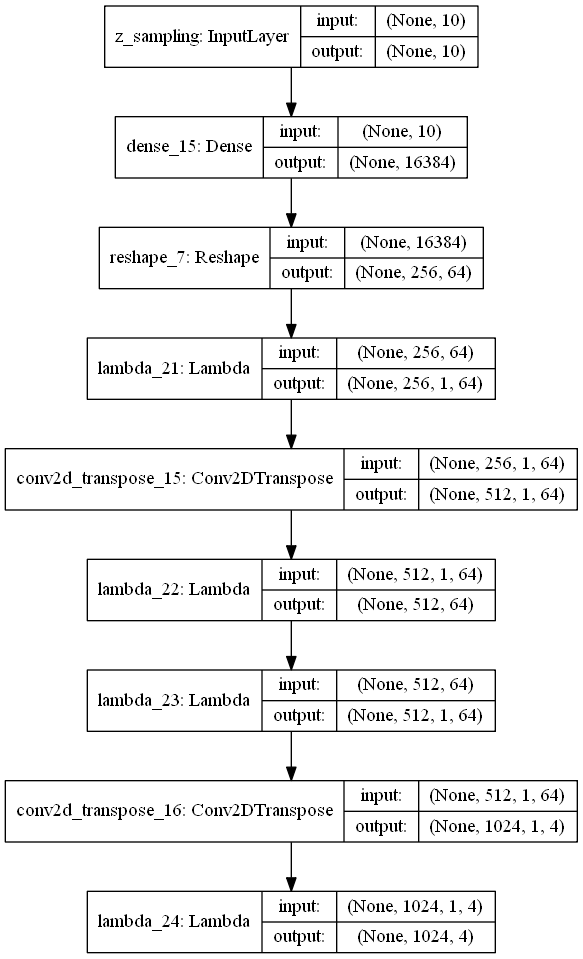 z_sampling: InputLayer
input: (None, 10)
output: (None, 10)
dense_15: Dense
input: (None, 10)
output: (None, 16384)
reshape_7: Reshape
input: (None, 16384)
output: (None, 256, 64)
lambda_21: Lambda
input: (None, 256, 64)
output: (None, 256, 1, 64)
conv2d_transpose_15: Conv2DTranspose
input: (None, 256, 1, 64)
output: (None, 512, 1, 64)
lambda_22: Lambda
input: (None, 512, 1, 64)
output: (None, 512, 64)
lambda_23: Lambda
input: (None, 512, 64)
output: (None, 512, 1, 64)
conv2d_transpose_16: Conv2DTranspose
input: (None, 512, 1, 64)
output: (None, 1024, 1, 4)
lambda_24: Lambda
input: (None, 1024, 1, 4)
output: (None, 1024, 4)